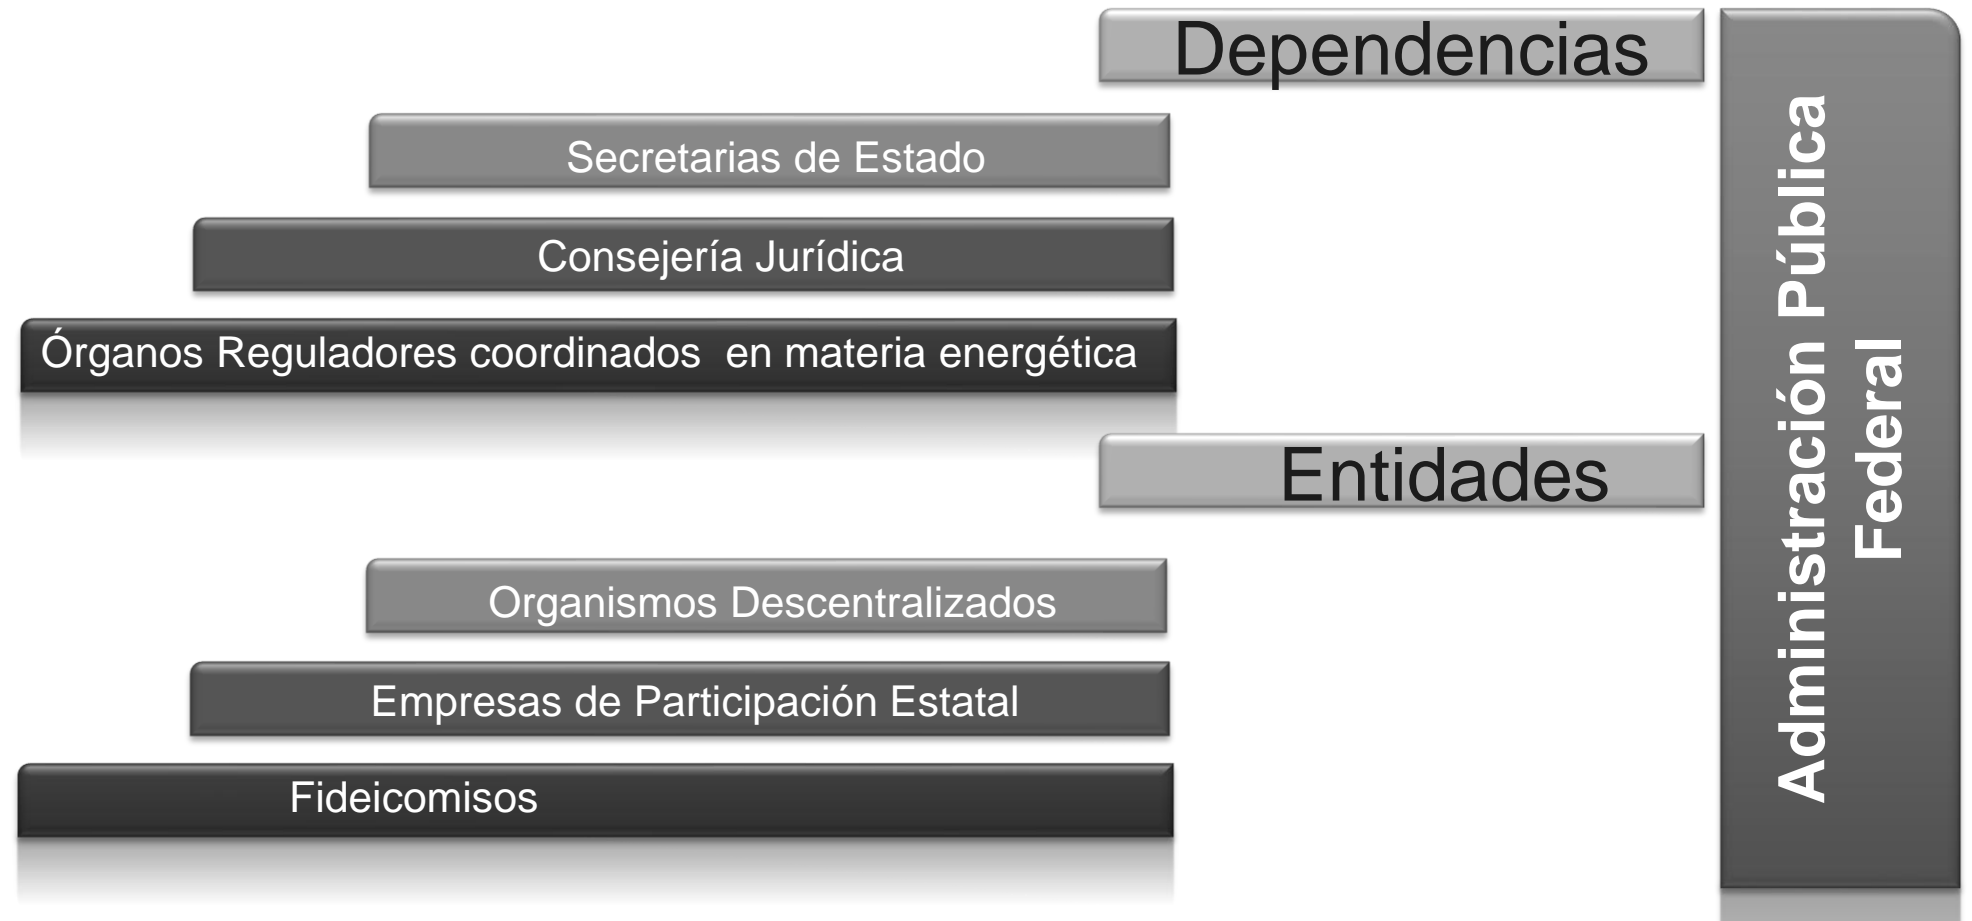 Dependencias
Secretarias de Estado
Consejería Jurídica
Órganos Reguladores coordinados  en materia energética
Entidades
Organismos Descentralizados
Empresas de Participación Estatal
Fideicomisos
Administración Pública
Federal